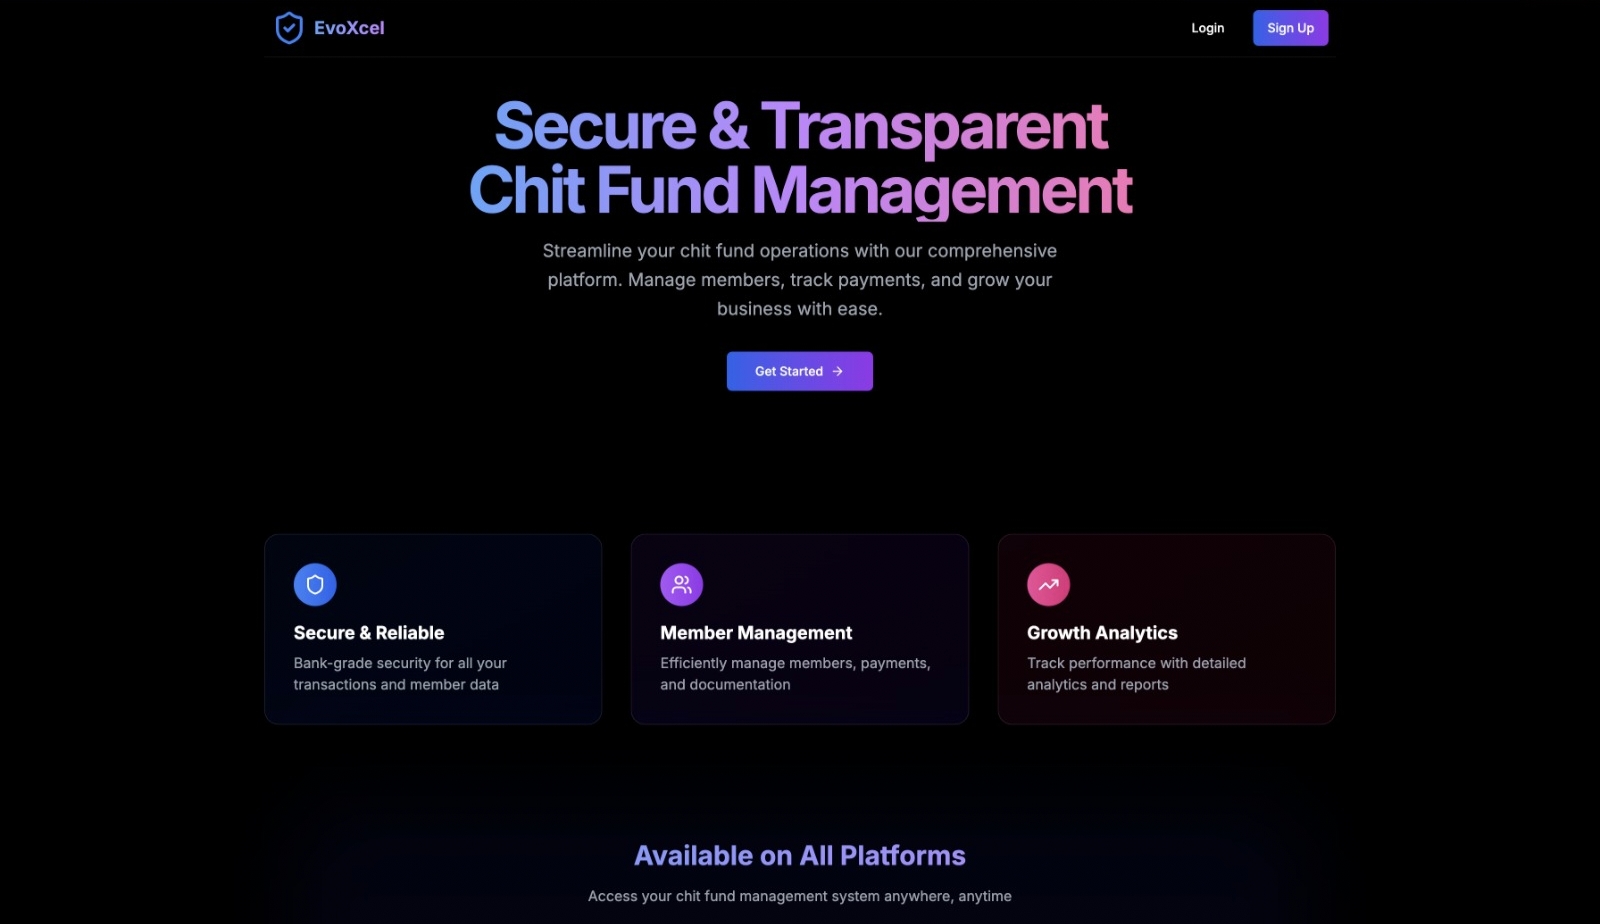 EvoXcel
Login
Sign Up
Secure & Transparent
Chit Fund Management
Streamline your chit fund operations with our comprehensive
platform. Manage members, track payments, and grow your
business with ease.
Get Started →
Secure & Reliable
Bank-grade security for all your
transactions and member data
Member Management
Efficiently manage members, payments,
and documentation
Growth Analytics
Track performance with detailed
analytics and reports
Available on All Platforms
Access your chit fund management system anywhere, anytime